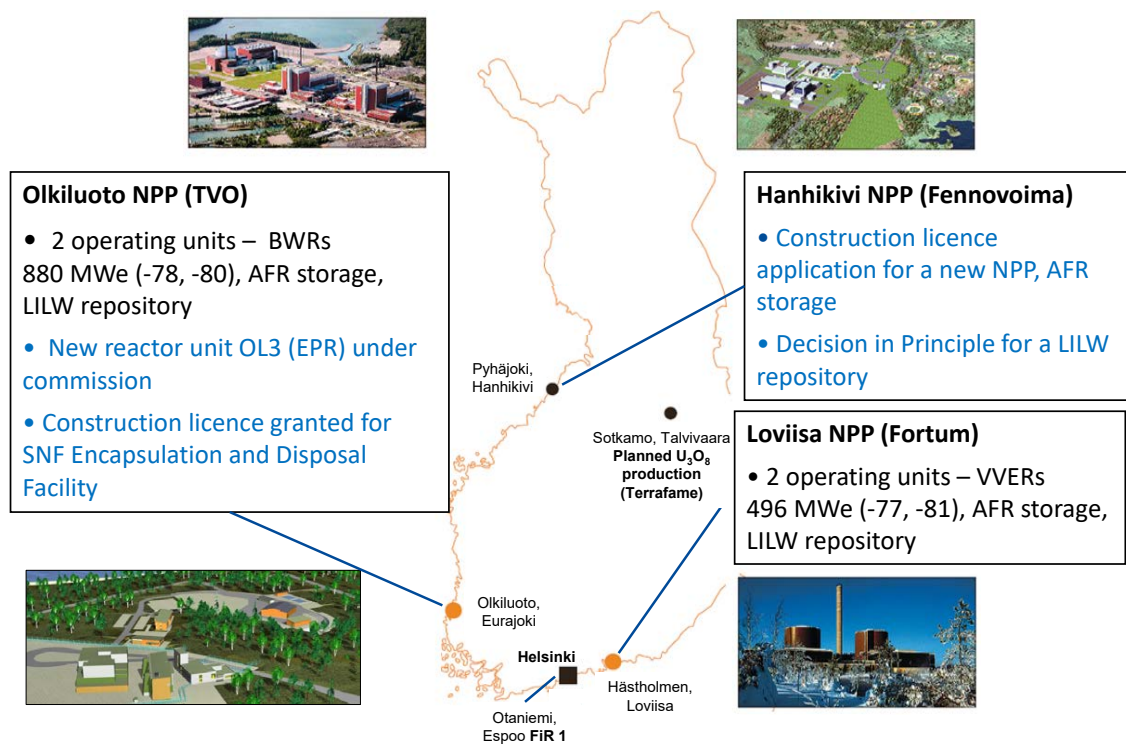 Olkiluoto NPP (TVO)
• 2 operating units – BWRs
880 MWe (-78, -80), AFR storage,
LILW repository
• New reactor unit OL3 (EPR) under
commission
• Construction licence granted for
SNF Encapsulation and Disposal
Facility
Hanhikivi NPP (Fennovoima)
• Construction licence
application for a new NPP, AFR
storage
• Decision in Principle for a LILW
repository
Pyhäjoki,
Hanhikivi
Sotkamo, Talvivaara
Planned U₃O₈
production
(Terrafame)
Loviisa NPP (Fortum)
• 2 operating units – VVERs
496 MWe (-77, -81), AFR storage,
LILW repository
Olkiluoto,
Eurajoki
Helsinki
Hästholmen,
Loviisa
Otaniemi,
Espoo FiR 1